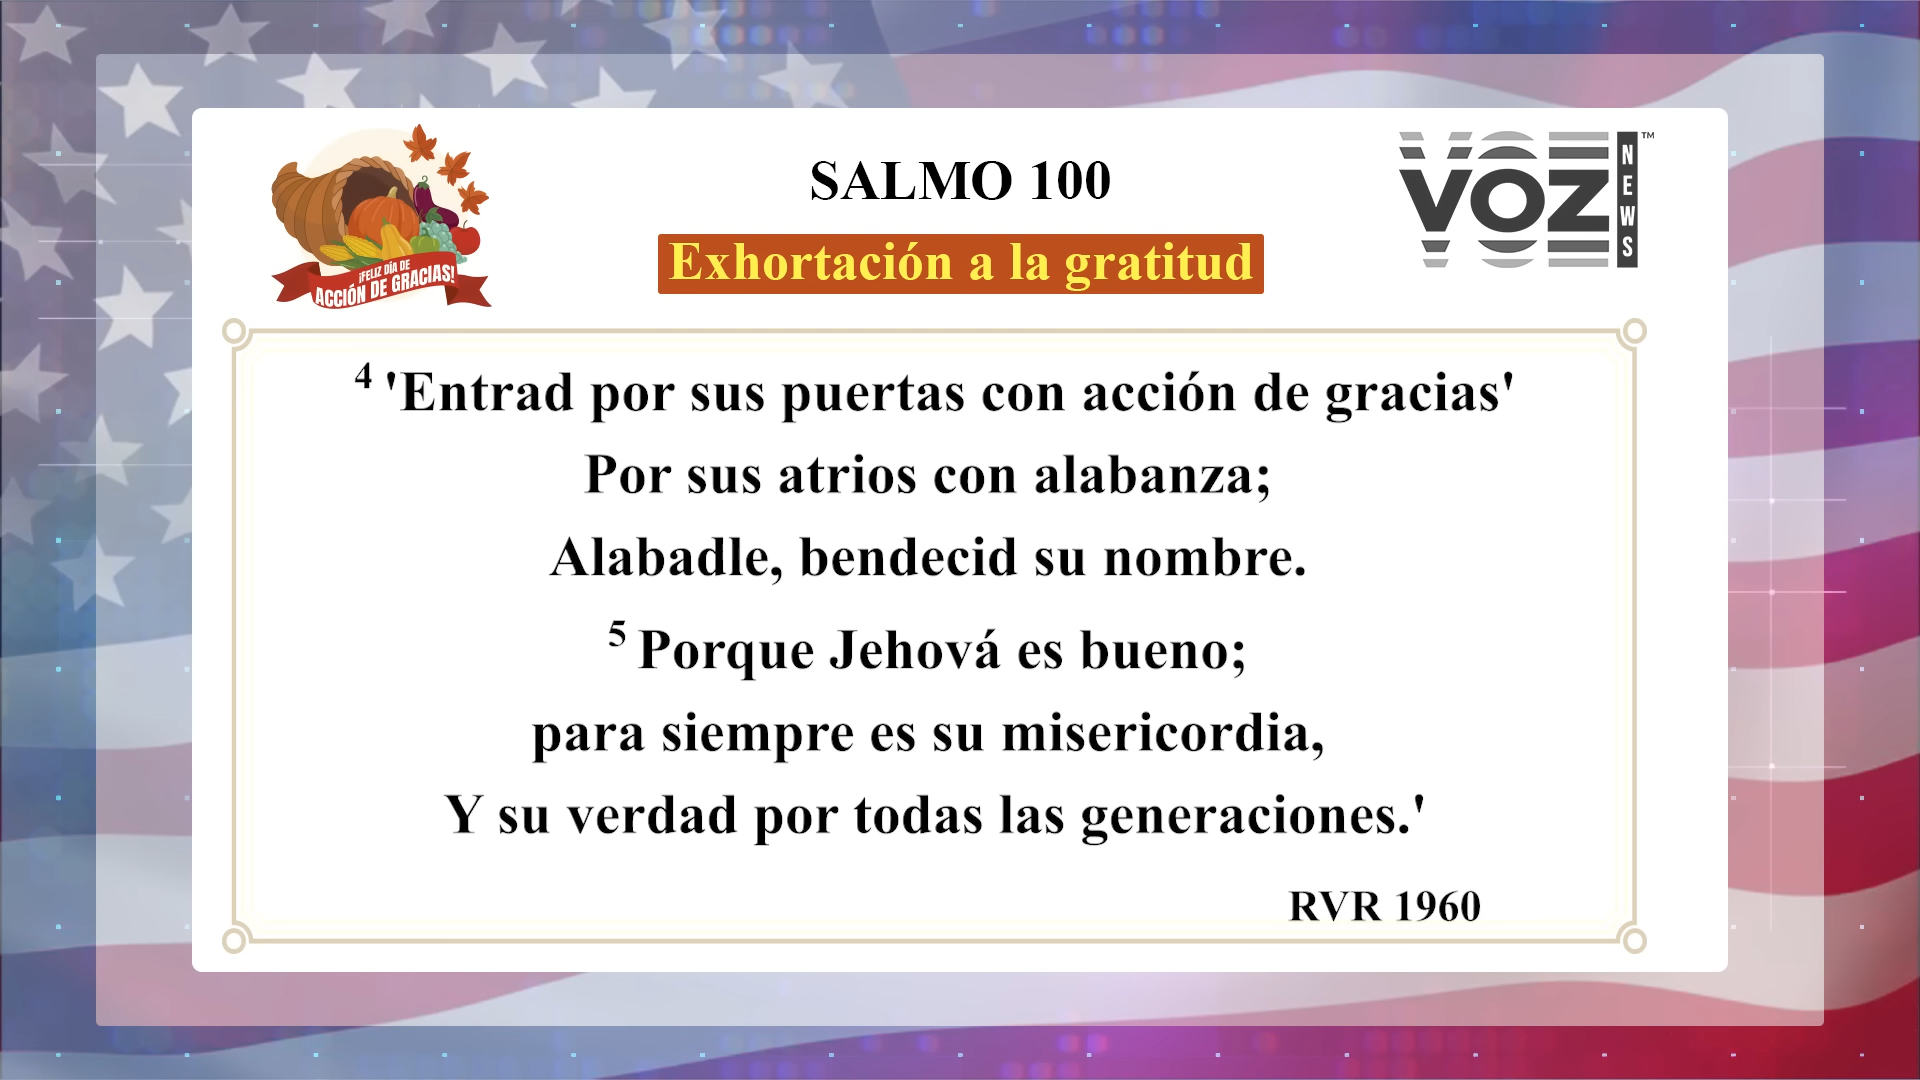 ¡FELIZ DÍA DE
ACCIÓN DE GRACIAS!
SALMO 100
Exhortación a la gratitud
VOZ
NEWS
™
4 'Entrad por sus puertas con acción de gracias'
Por sus atrios con alabanza;
Alabadle, bendecid su nombre.
5 Porque Jehová es bueno;
para siempre es su misericordia,
Y su verdad por todas las generaciones.'
RVR 1960